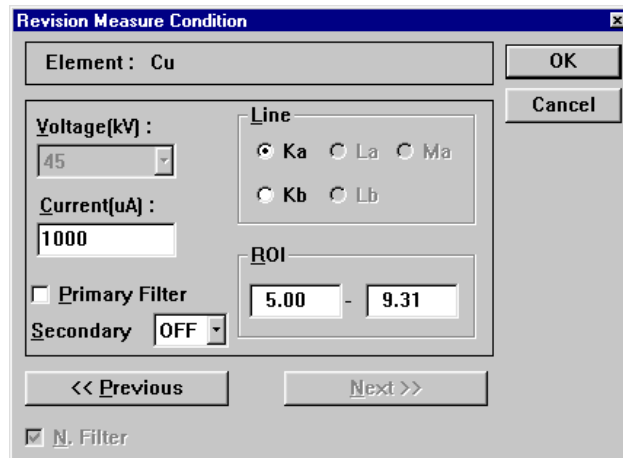 Revision Measure Condition
Element : Cu
OK
Cancel
Voltage(kV) :
45
Current(uA) :
1000
Primary Filter
Secondary OFF
Line
Ka La Ma
Kb Lb
ROI
5.00 - 9.31
<< Previous
Next >>
N. Filter